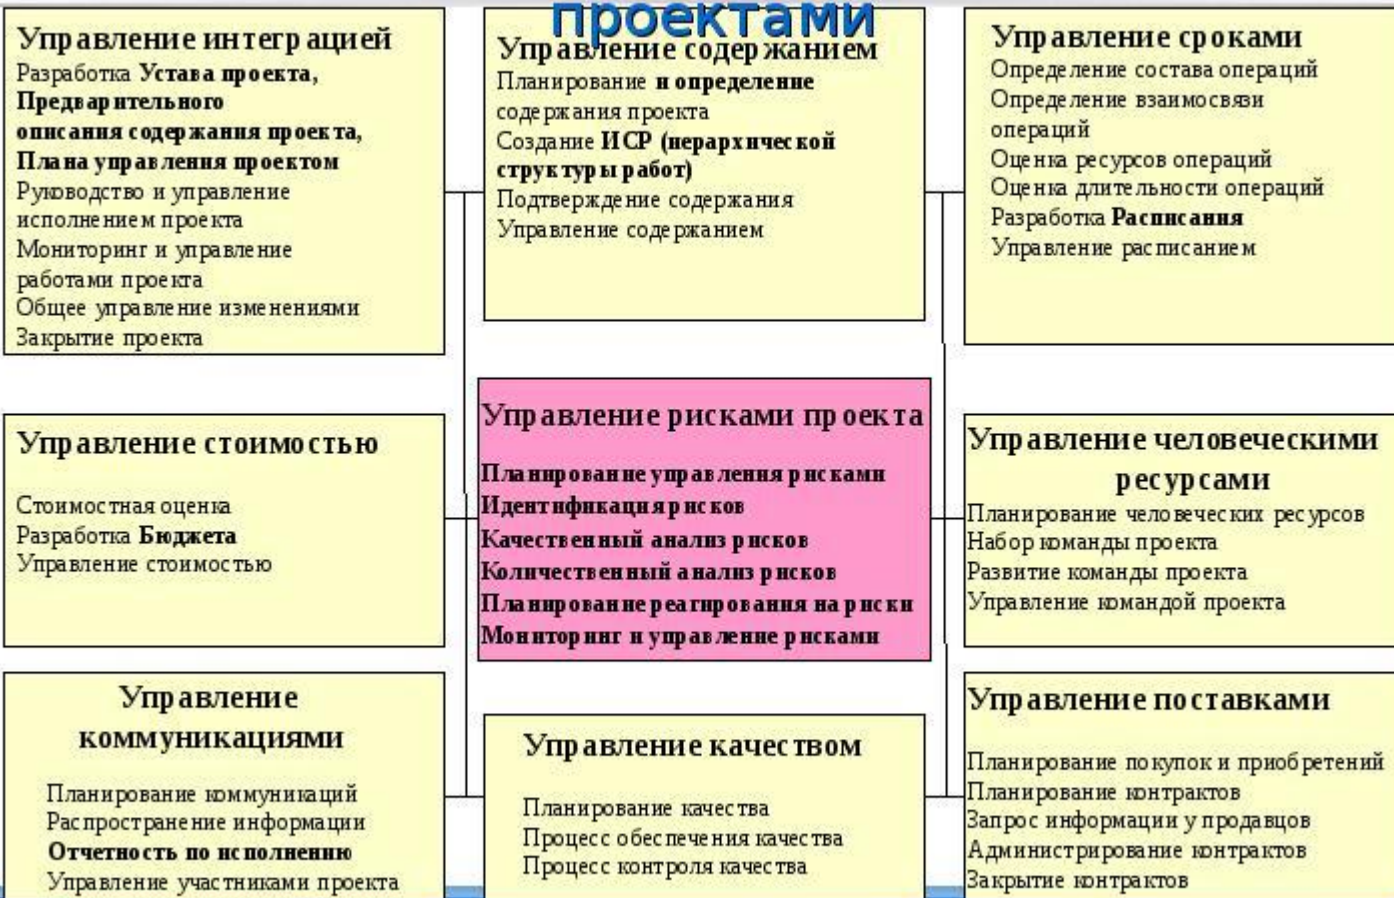 проектами
Управление интеграцией
Разработка Устава проекта,
Предварительного
описания содержания проекта,
Плана управления проектом
Руководство и управление
исполнением проекта
Мониторинг и управление
работами проекта
Общее управление изменениями
Закрытие проекта
Управление содержанием
Планирование и определение
содержания проекта
Создание ИСР (иерархической
структуры работ)
Подтверждение содержания
Управление содержанием
Управление сроками
Определение состава операций
Определение взаимосвязи
операций
Оценка ресурсов операций
Оценка длительности операций
Разработка Расписания
Управление расписанием
Управление стоимостью
Стоимостная оценка
Разработка Бюджета
Управление стоимостью
Управление рисками проекта
Планирование управления рисками
Идентификация рисков
Качественный анализ рисков
Количественный анализ рисков
Планирование реагирования на риски
Мониторинг и управление рисками
Управление человеческими
ресурсами
Планирование человеческих ресурсов
Набор команды проекта
Развитие команды проекта
Управление командой проекта
Управление
коммуникациями
Планирование коммуникаций
Распространение информации
Отчетность по исполнению
Управление участниками проекта
Управление качеством
Планирование качества
Процесс обеспечения качества
Процесс контроля качества
Управление поставками
Планирование покупок и приобретений
Планирование контрактов
Запрос информации у продавцов
Администрирование контрактов
Закрытие контрактов